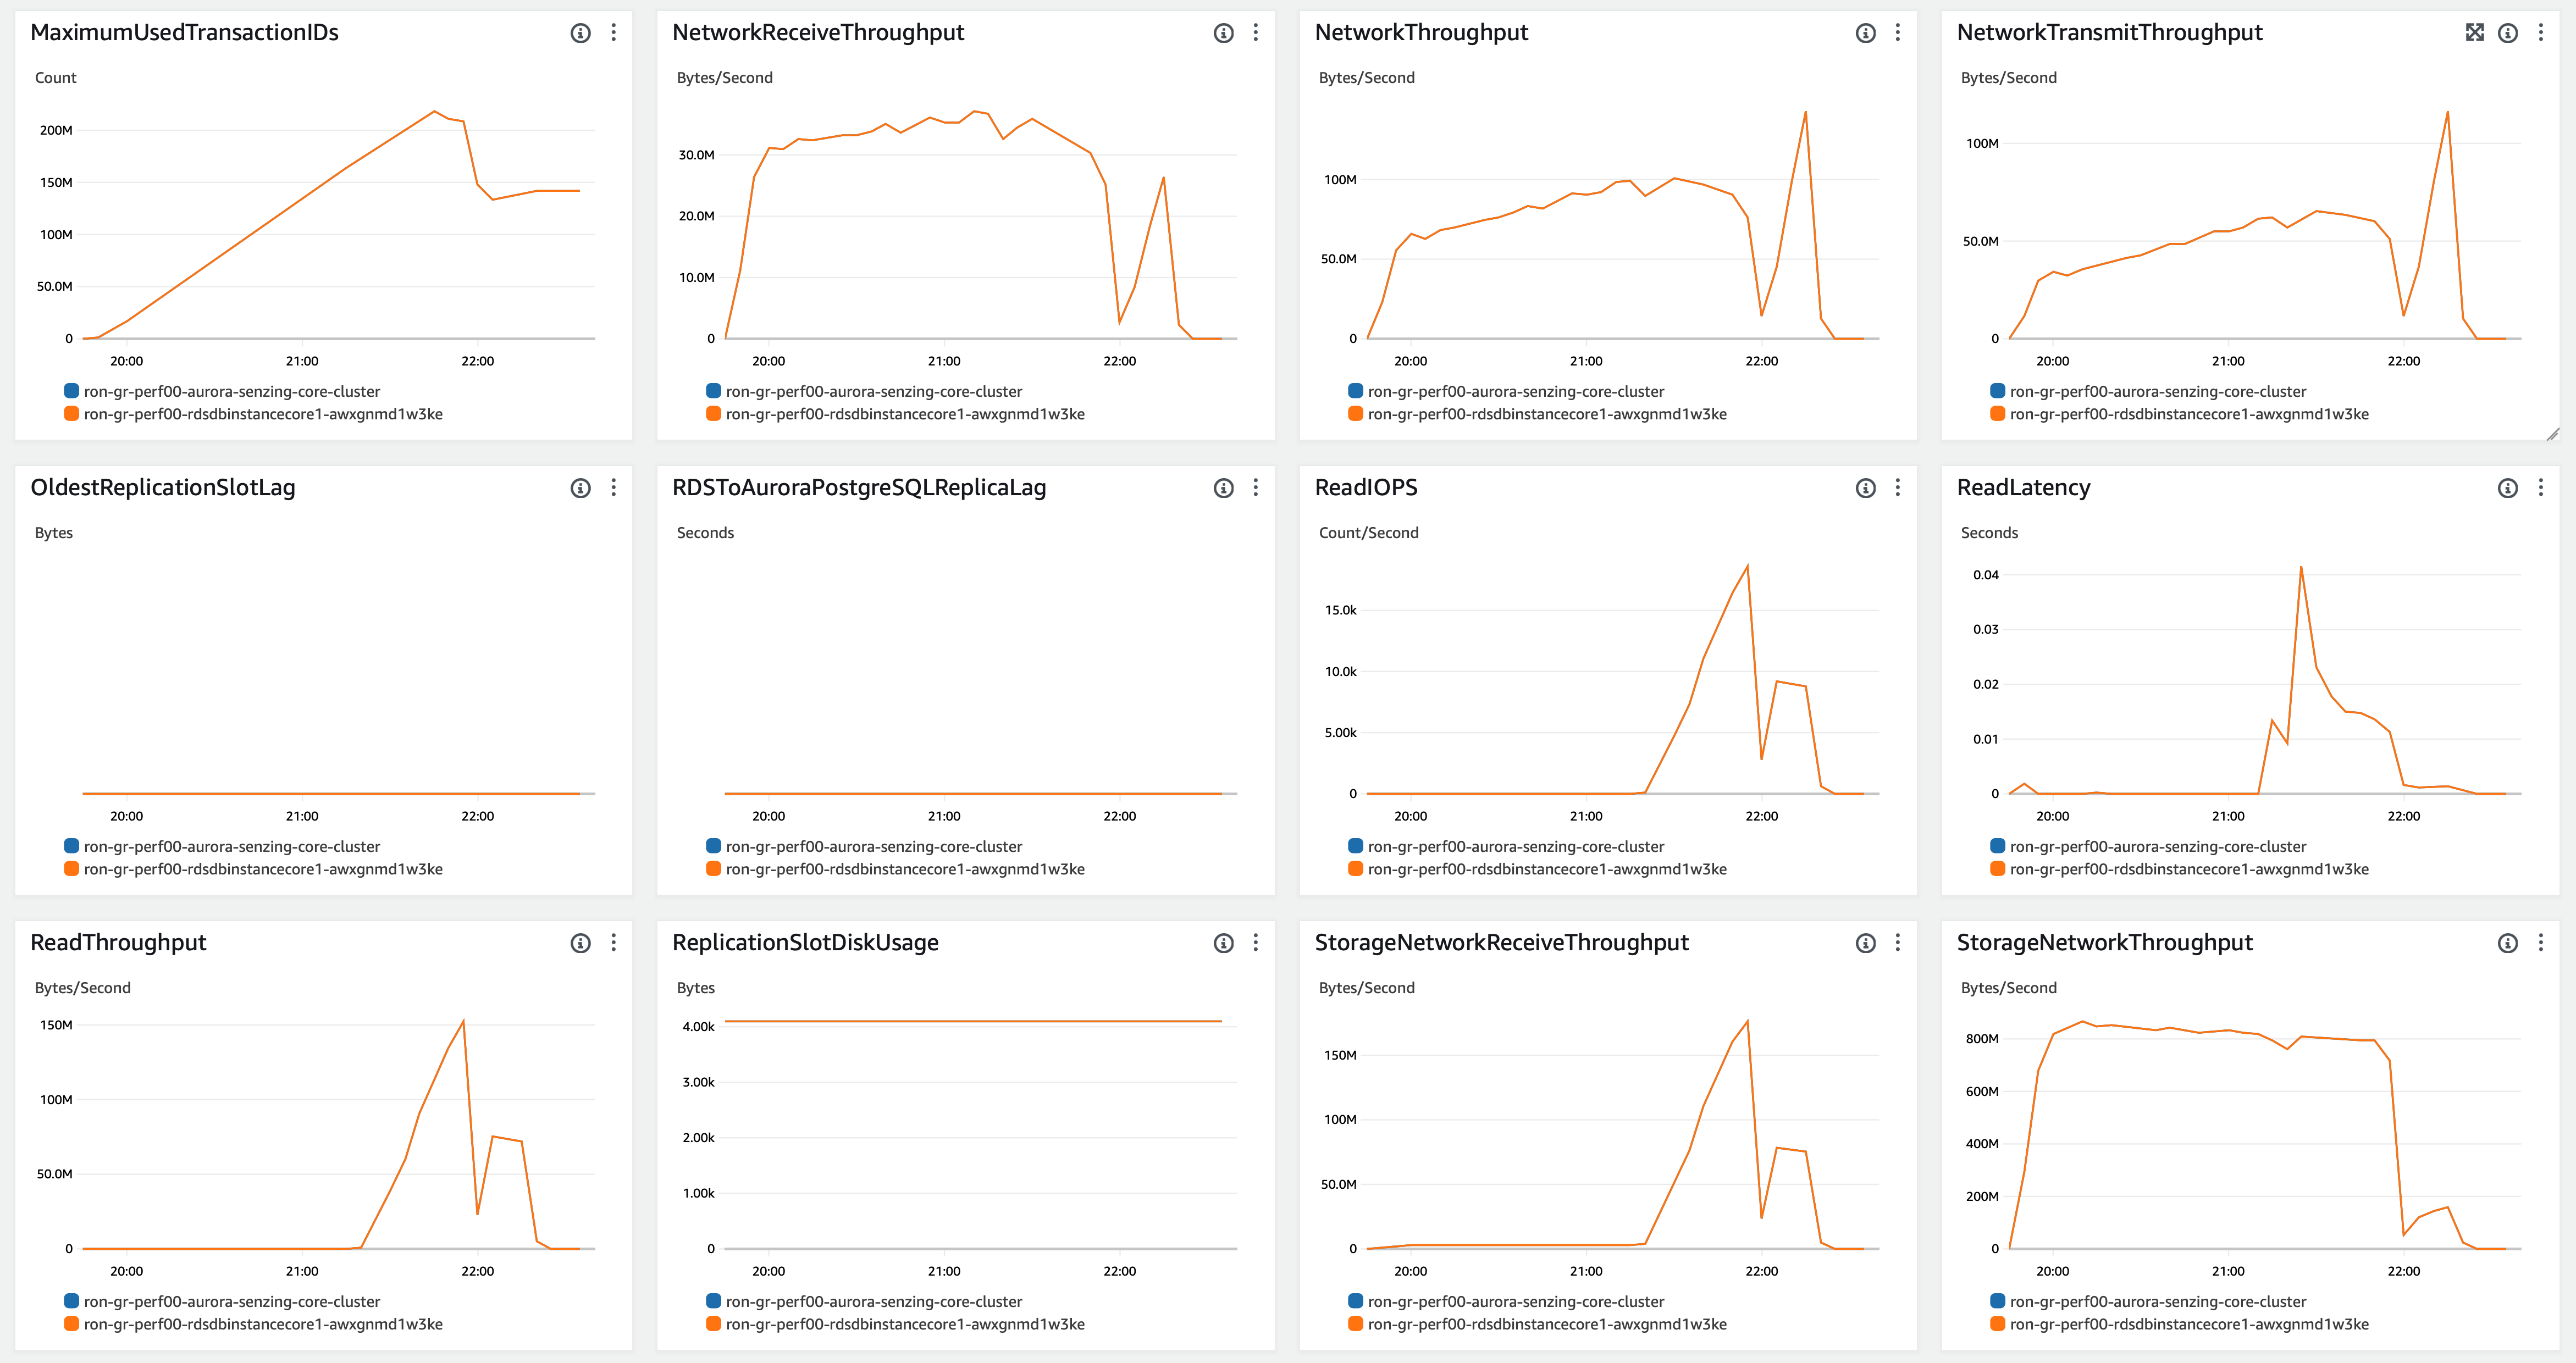 MaximumUsedTransactionIDs
Count
200M
150M
100M
50.0M
0
20:00 21:00 22:00
ron-gr-perf00-aurora-senzing-core-cluster
ron-gr-perf00-rdsdbinstancecore1-awxgnmd1w3ke
NetworkReceiveThroughput
Bytes/Second
30.0M
20.0M
10.0M
0
20:00 21:00 22:00
ron-gr-perf00-aurora-senzing-core-cluster
ron-gr-perf00-rdsdbinstancecore1-awxgnmd1w3ke
NetworkThroughput
Bytes/Second
100M
50.0M
0
20:00 21:00 22:00
ron-gr-perf00-aurora-senzing-core-cluster
ron-gr-perf00-rdsdbinstancecore1-awxgnmd1w3ke
NetworkTransmitThroughput
Bytes/Second
100M
50.0M
0
20:00 21:00 22:00
ron-gr-perf00-aurora-senzing-core-cluster
ron-gr-perf00-rdsdbinstancecore1-awxgnmd1w3ke
OldestReplicationSlotLag
Bytes
20:00 21:00 22:00
ron-gr-perf00-aurora-senzing-core-cluster
ron-gr-perf00-rdsdbinstancecore1-awxgnmd1w3ke
RDSToAuroraPostgreSQLReplicaLag
Seconds
20:00 21:00 22:00
ron-gr-perf00-aurora-senzing-core-cluster
ron-gr-perf00-rdsdbinstancecore1-awxgnmd1w3ke
ReadIOPS
Count/Second
15.0k
10.0k
5.00k
0
20:00 21:00 22:00
ron-gr-perf00-aurora-senzing-core-cluster
ron-gr-perf00-rdsdbinstancecore1-awxgnmd1w3ke
ReadLatency
Seconds
0.04
0.03
0.02
0.01
0
20:00 21:00 22:00
ron-gr-perf00-aurora-senzing-core-cluster
ron-gr-perf00-rdsdbinstancecore1-awxgnmd1w3ke
ReadThroughput
Bytes/Second
150M
100M
50.0M
0
20:00 21:00 22:00
ron-gr-perf00-aurora-senzing-core-cluster
ron-gr-perf00-rdsdbinstancecore1-awxgnmd1w3ke
ReplicationSlotDiskUsage
Bytes
4.00k
3.00k
2.00k
1.00k
0
20:00 21:00 22:00
ron-gr-perf00-aurora-senzing-core-cluster
ron-gr-perf00-rdsdbinstancecore1-awxgnmd1w3ke
StorageNetworkReceiveThroughput
Bytes/Second
150M
100M
50.0M
0
20:00 21:00 22:00
ron-gr-perf00-aurora-senzing-core-cluster
ron-gr-perf00-rdsdbinstancecore1-awxgnmd1w3ke
StorageNetworkThroughput
Bytes/Second
800M
600M
400M
200M
0
20:00 21:00 22:00
ron-gr-perf00-aurora-senzing-core-cluster
ron-gr-perf00-rdsdbinstancecore1-awxgnmd1w3ke